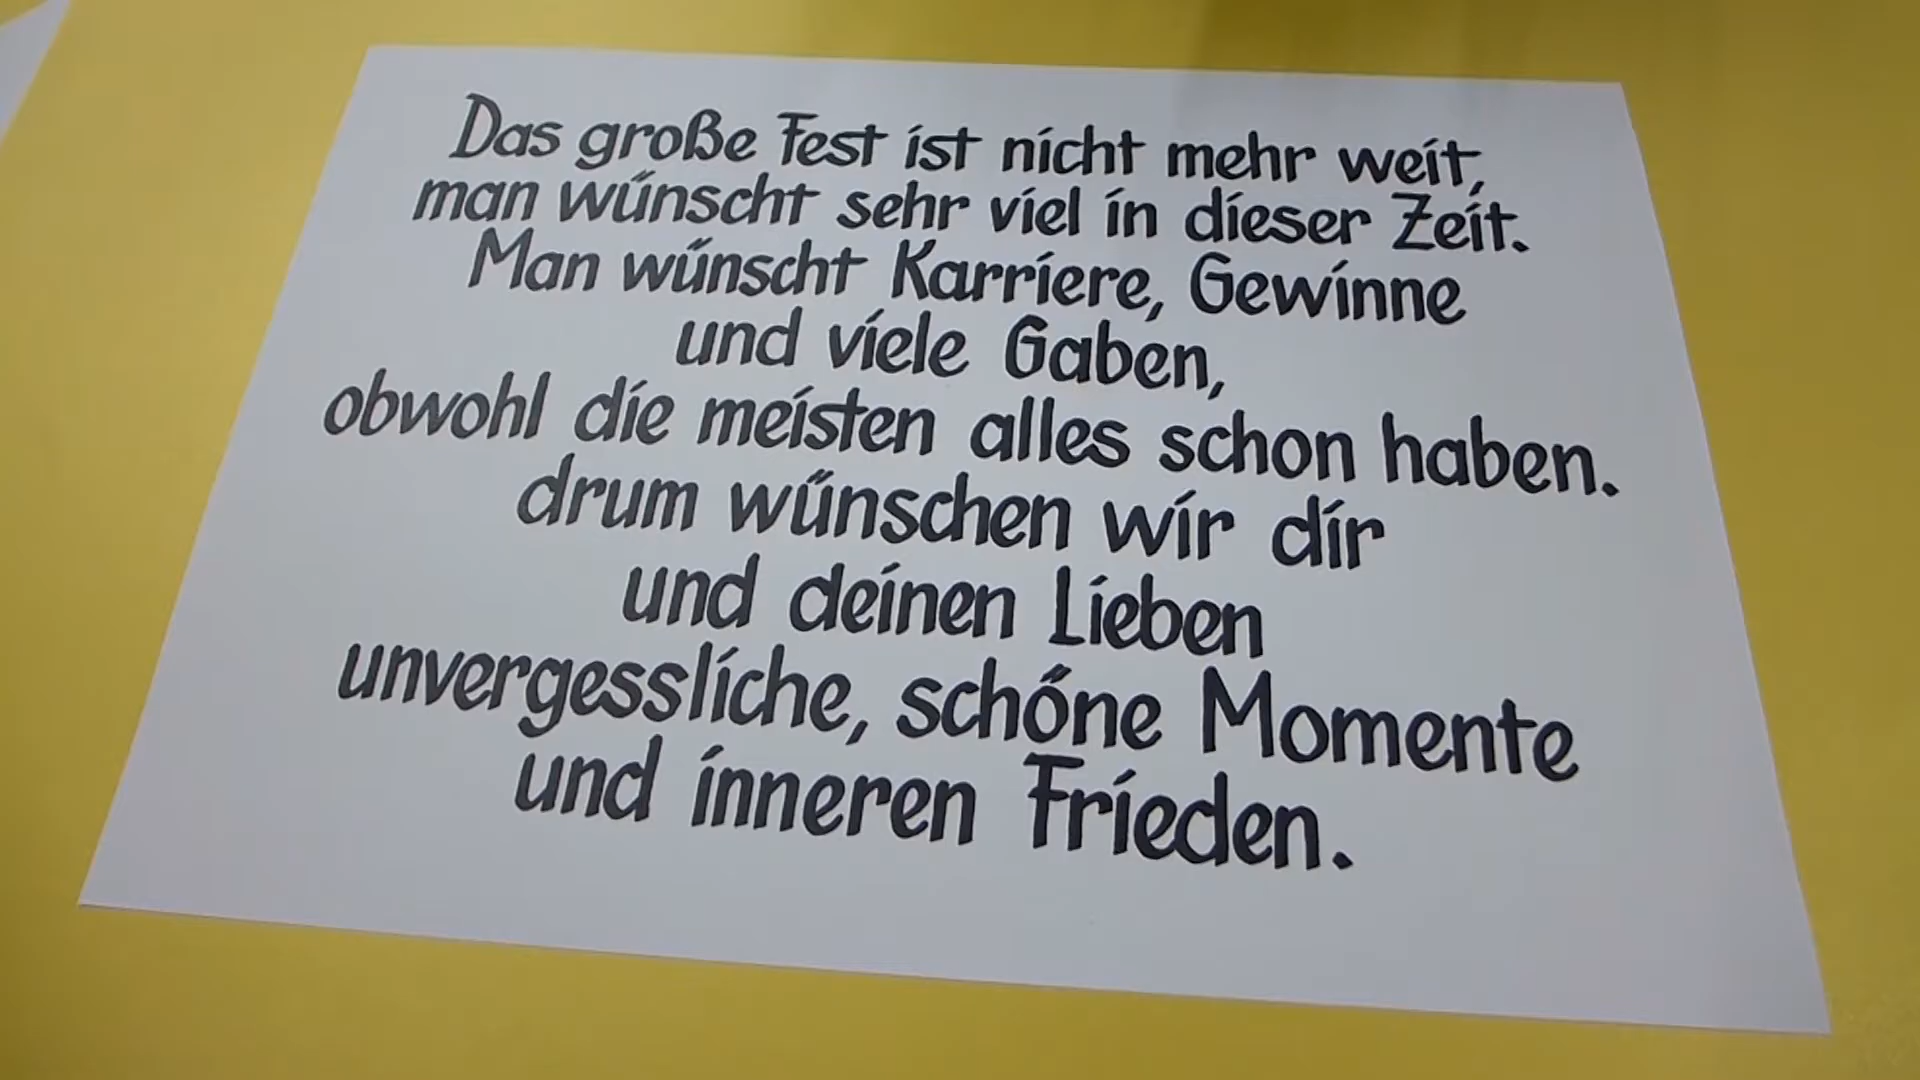 Das große Fest ist nicht mehr weit,
man wünscht sehr viel in dieser Zeit.
Man wünscht Karriere, Gewinne
und viele Gaben,
obwohl die meisten alles schon haben.
drum wünschen wir dir
und deinen Lieben
unvergessliche, schöne Momente
und inneren Frieden.